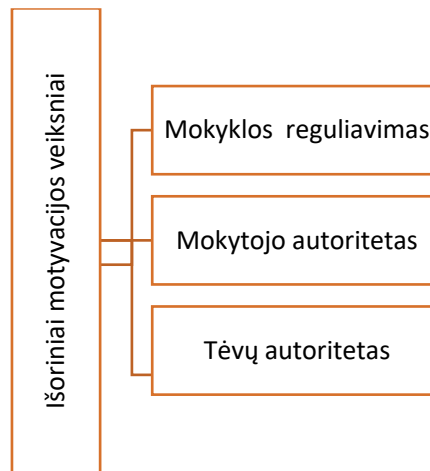 Išoriniai motyvacijos veiksniai
Mokyklos reguliavimas
Mokytojo autoritetas
Tėvų autoritetas